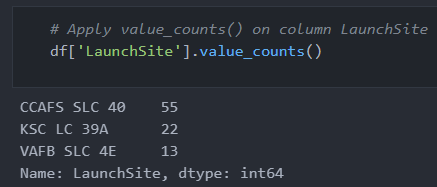 # Apply value_counts() on column LaunchSite
df['LaunchSite'].value_counts()
CCAFS SLC 40    55
KSC LC 39A      22
VAFB SLC 4E     13
Name: LaunchSite, dtype: int64